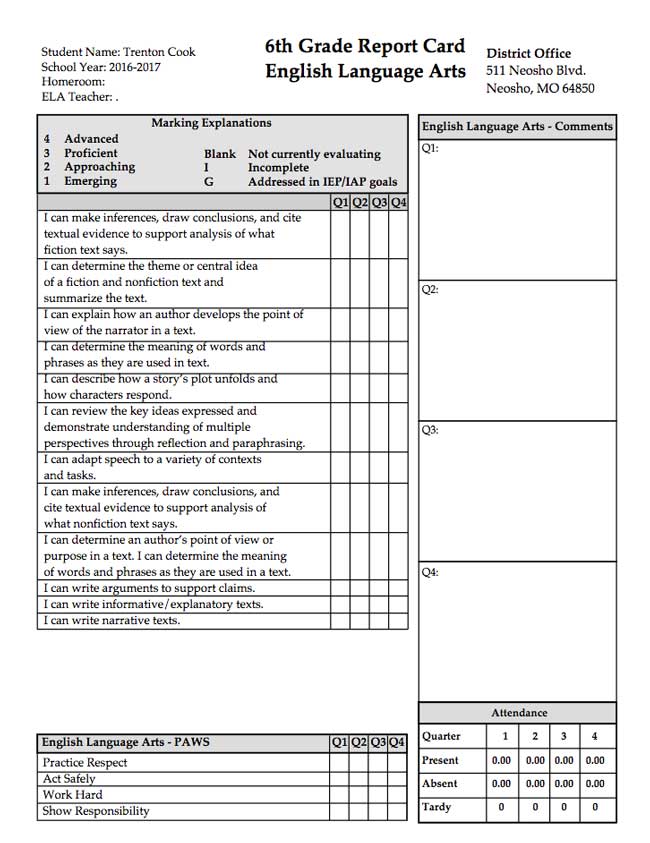 Student Name: Trenton Cook
School Year: 2016-2017
Homeroom:
ELA Teacher: .
6th Grade Report Card
English Language Arts
District Office
511 Neosho Blvd.
Neosho, MO 64850
Marking Explanations
4 Advanced
3 Proficient
2 Approaching
1 Emerging
Blank Not currently evaluating
I Incomplete
G Addressed in IEP/IAP goals
Q1 Q2 Q3 Q4
I can make inferences, draw conclusions, and cite
textual evidence to support analysis of what
fiction text says.
I can determine the theme or central idea
of a fiction and nonfiction text and
summarize the text.
I can explain how an author develops the point of
view of the narrator in a text.
I can determine the meaning of words and
phrases as they are used in text.
I can describe how a story's plot unfolds and
how characters respond.
I can review the key ideas expressed and
demonstrate understanding of multiple
perspectives through reflection and paraphrasing.
I can adapt speech to a variety of contexts
and tasks.
I can make inferences, draw conclusions, and
cite textual evidence to support analysis of
what nonfiction text says.
I can determine an author's point of view or
purpose in a text. I can determine the meaning
of words and phrases as they are used in a text.
I can write arguments to support claims.
I can write informative/explanatory texts.
I can write narrative texts.
English Language Arts - PAWS Q1 Q2 Q3 Q4
Practice Respect
Act Safely
Work Hard
Show Responsibility
English Language Arts - Comments
Q1:
Q2:
Q3:
Q4:
Attendance
Quarter 1 2 3 4
Present 0.00 0.00 0.00 0.00
Absent 0.00 0.00 0.00 0.00
Tardy 0 0 0 0